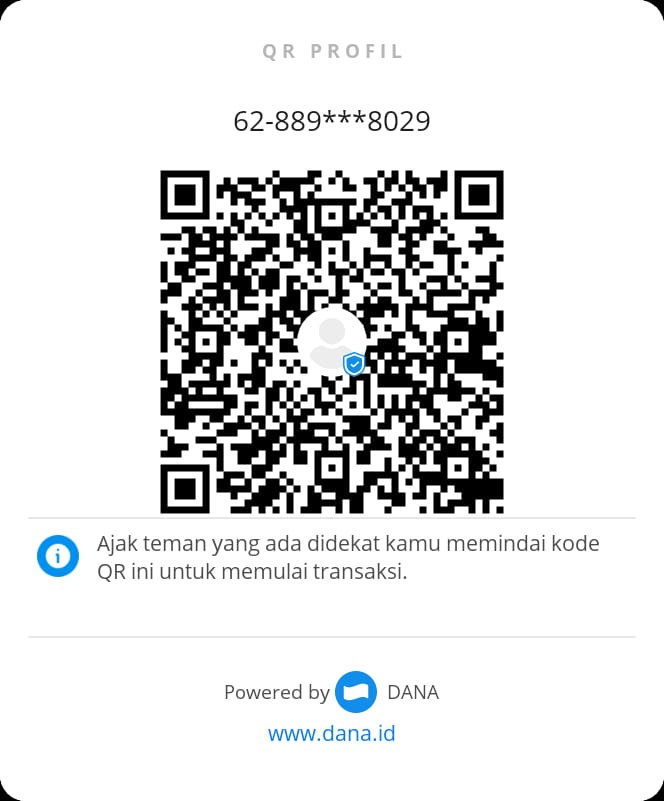 QR PROFIL
62-889***8029
Ajak teman yang ada didekat kamu memindai kode
QR ini untuk memulai transaksi.
Powered by DANA
www.dana.id